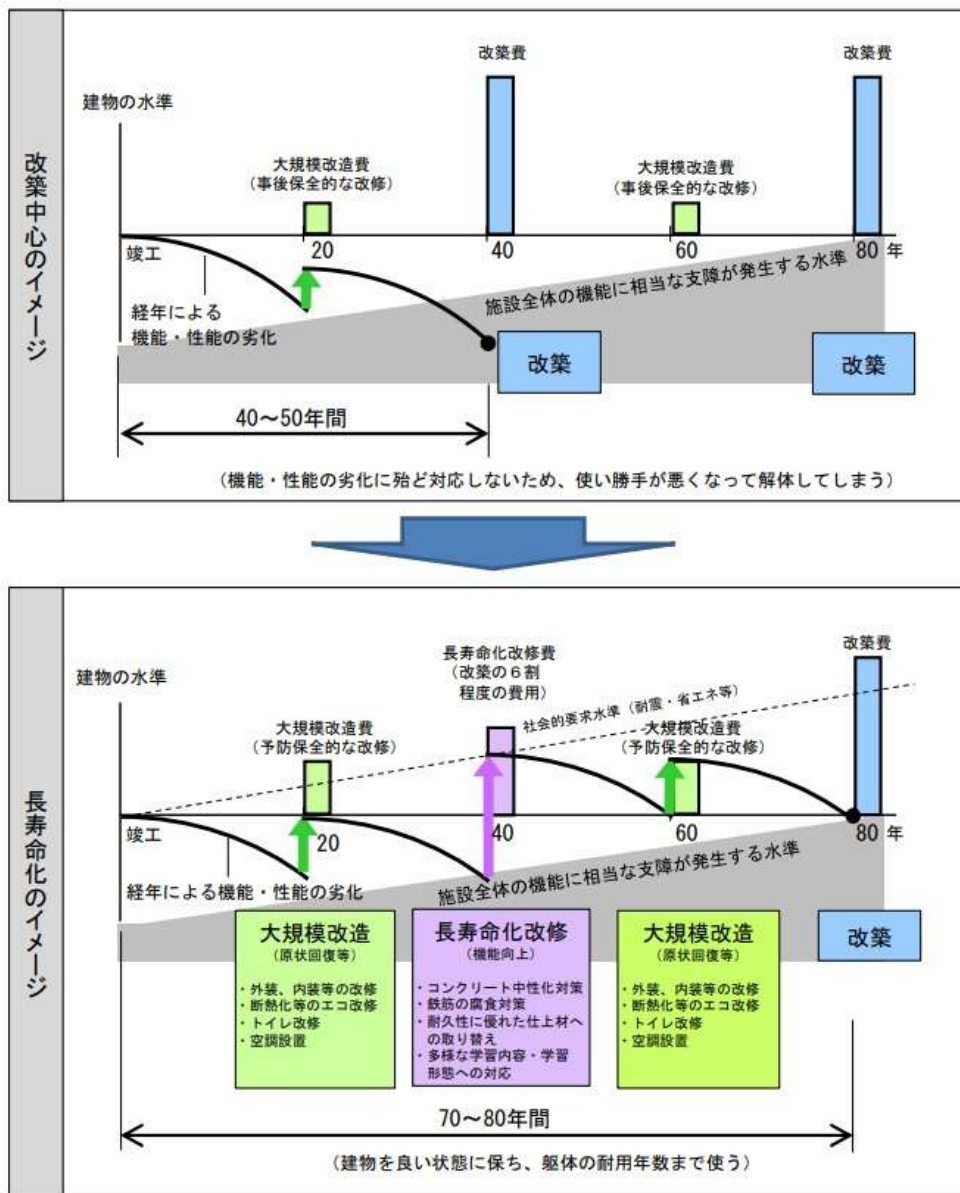 改築中心のイメージ
建物の水準
改築費
改築費
大規模改造費
(事後保全的な改修)
大規模改造費
(事後保全的な改修)
竣工
20
40
60
80
年
経年による
機能・性能の劣化
施設全体の機能に相当な支障が発生する水準
改築
改築
40~50年間
(機能・性能の劣化に殆ど対応しないため、使い勝手が悪くなって解体してしまう)
長寿命化のイメージ
建物の水準
長寿命化改修費
(改築の6割
程度の費用)
改築費
社会的要求水準(耐震・省エネ等)
大規模改造費
(予防保全的な改修)
大規模改造費
(予防保全的な改修)
竣工
20
40
60
80
年
経年による機能・性能の劣化
施設全体の機能に相当な支障が発生する水準
大規模改造
(原状回復等)
・外装、内装等の改修
・断熱化等のエコ改修
・トイレ改修
・空調設置
長寿命化改修
(機能向上)
・コンクリート中性化対策
・鉄筋の腐食対策
・耐久性に優れた仕上材へ
の取り替え
・多様な学習内容・学習
形態への対応
大規模改造
(原状回復等)
・外装、内装等の改修
・断熱化等のエコ改修
・トイレ改修
・空調設置
改築
70~80年間
(建物を良い状態に保ち、躯体の耐用年数まで使う)